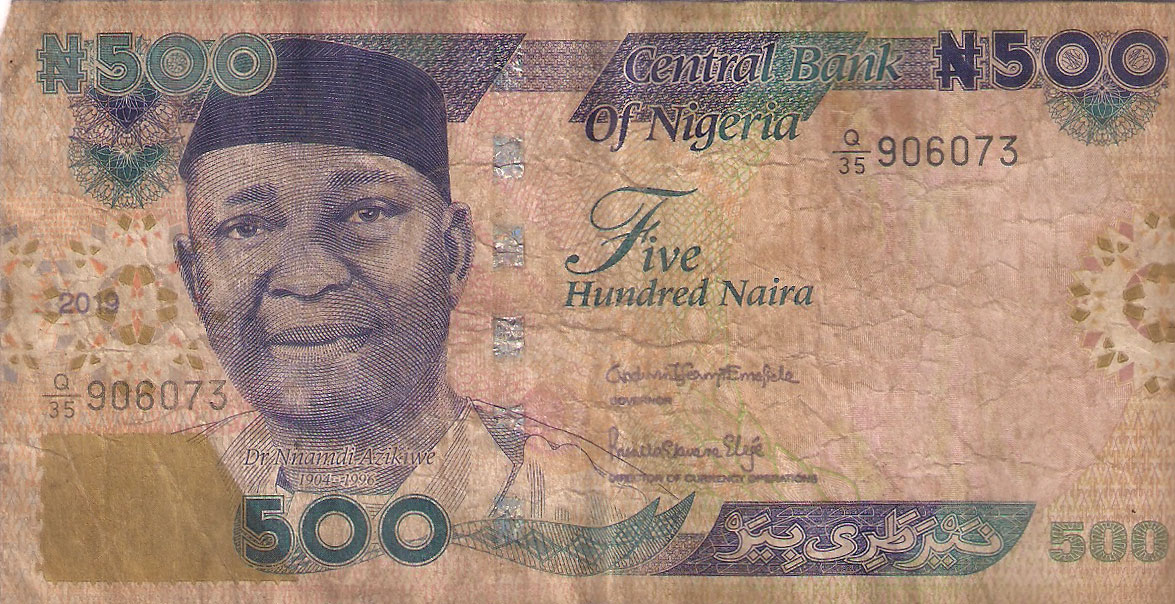 ₦500
Central Bank
Of Nigeria
₦500
Q/35 906073
Five
Hundred Naira
2019
Q/35 906073
GOVERNOR
DIRECTOR OF CURRENCY OPERATIONS
Dr Nnamdi Azikiwe
1904-1996
500
نَيْرَ طَرِى بِيَرْ
500